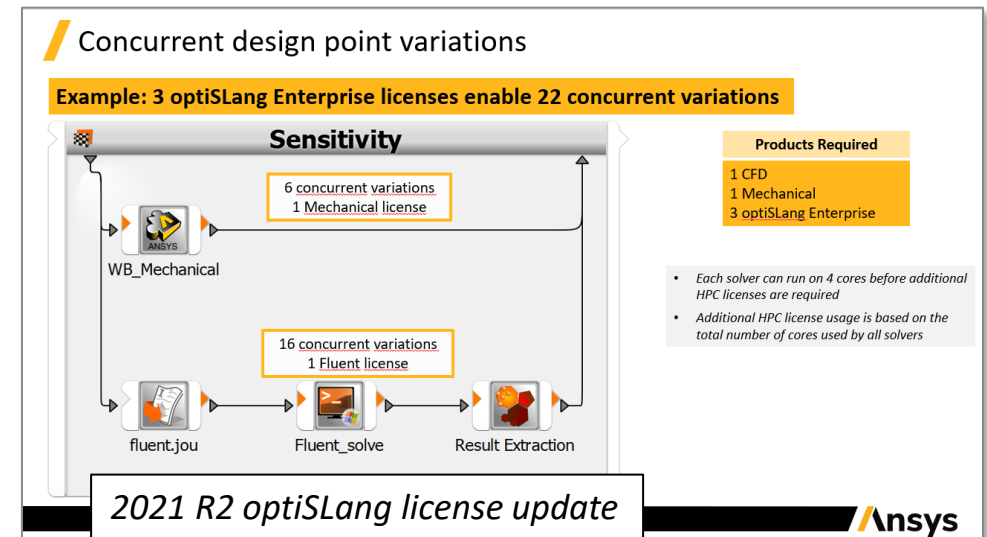 Concurrent design point variations
Example: 3 optiSLang Enterprise licenses enable 22 concurrent variations
Sensitivity
6 concurrent variations
1 Mechanical license
ANSYS
WB_Mechanical
16 concurrent variations
1 Fluent license
fluent.jou
Fluent_solve
Result Extraction
Products Required
1 CFD
1 Mechanical
3 optiSLang Enterprise
• Each solver can run on 4 cores before additional
HPC licenses are required
• Additional HPC license usage is based on the
total number of cores used by all solvers
2021 R2 optiSLang license update
Ansys